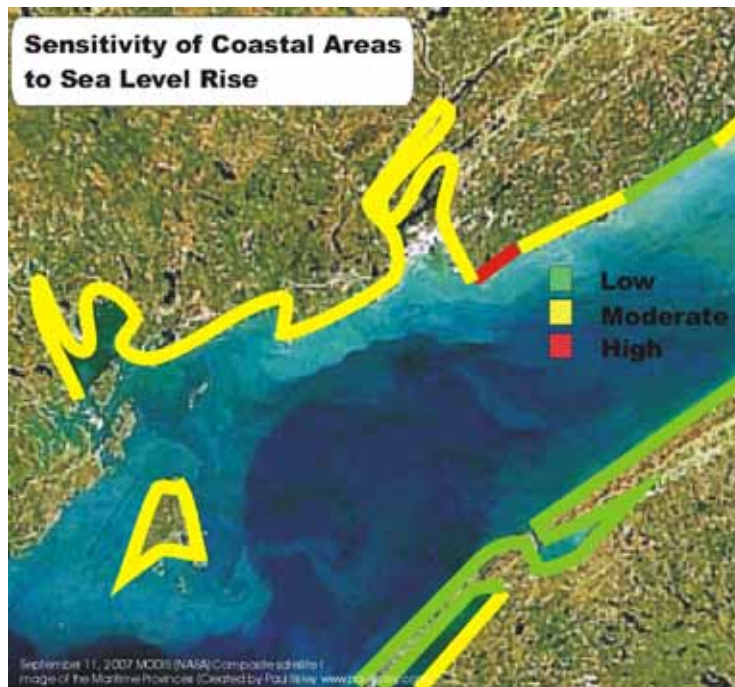 Sensitivity of Coastal Areas
to Sea Level Rise
Low
Moderate
High
September 11, 2007 MODIS (NASA) Composite satellite
image of the Maritime Provinces (Created by Paul